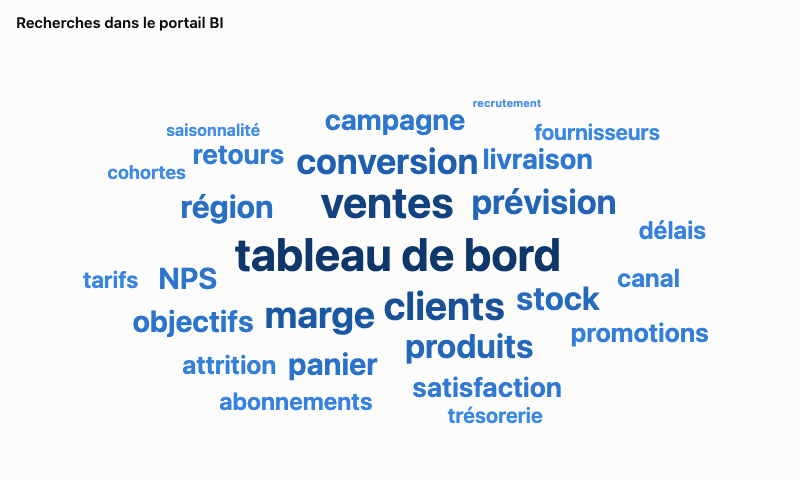 Recherches dans le portail BI
recrutement
campagne
saisonnalité
fournisseurs
retours
conversion
livraison
cohortes
région
ventes
prévision
délais
tableau de bord
tarifs
NPS
canal
objectifs
marge
clients
stock
promotions
produits
attrition
panier
satisfaction
abonnements
trésorerie